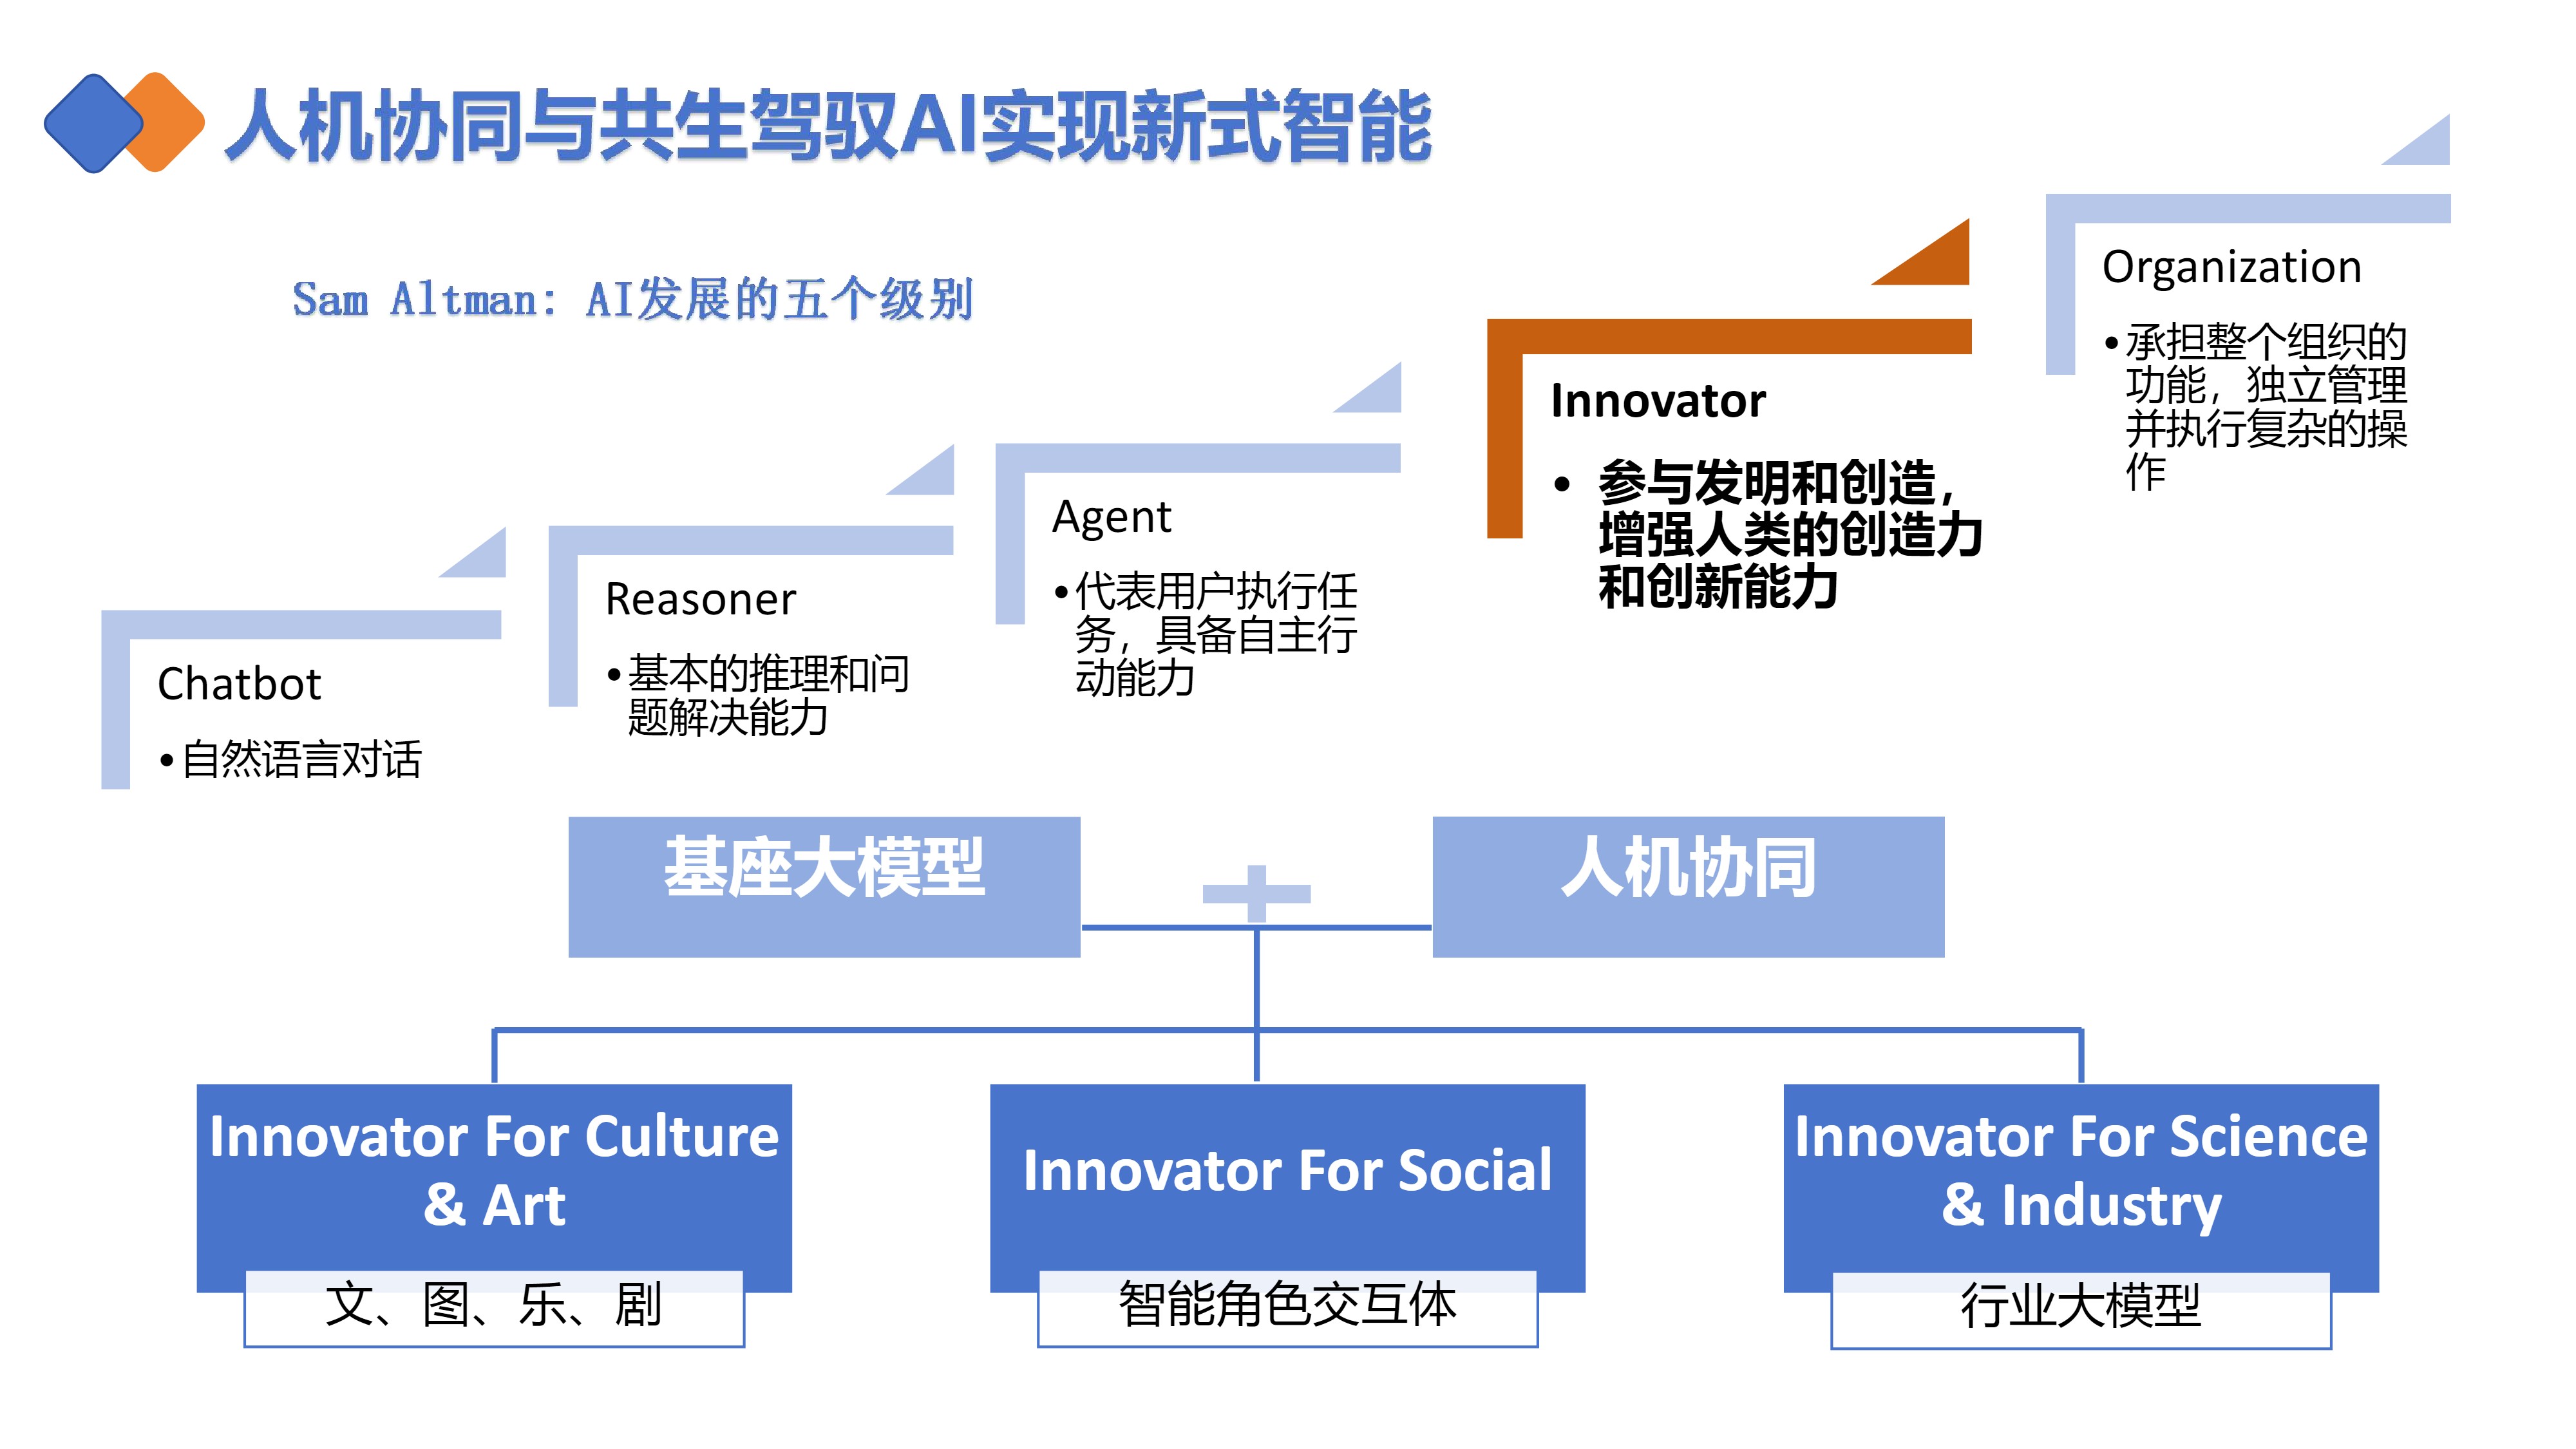 人机协同与共生驾驭AI实现新式智能
Sam Altman: AI发展的五个级别
Chatbot
•自然语言对话
Reasoner
•基本的推理和问
题解决能力
Agent
•代表用户执行任
务，具备自主行
动能力
Innovator
• 参与发明和创造，
增强人类的创造力
和创新能力
Organization
•承担整个组织的
功能，独立管理
并执行复杂的操
作
基座大模型
人机协同
Innovator For Culture
& Art
文、图、乐、剧
Innovator For Social
智能角色交互体
Innovator For Science
& Industry
行业大模型